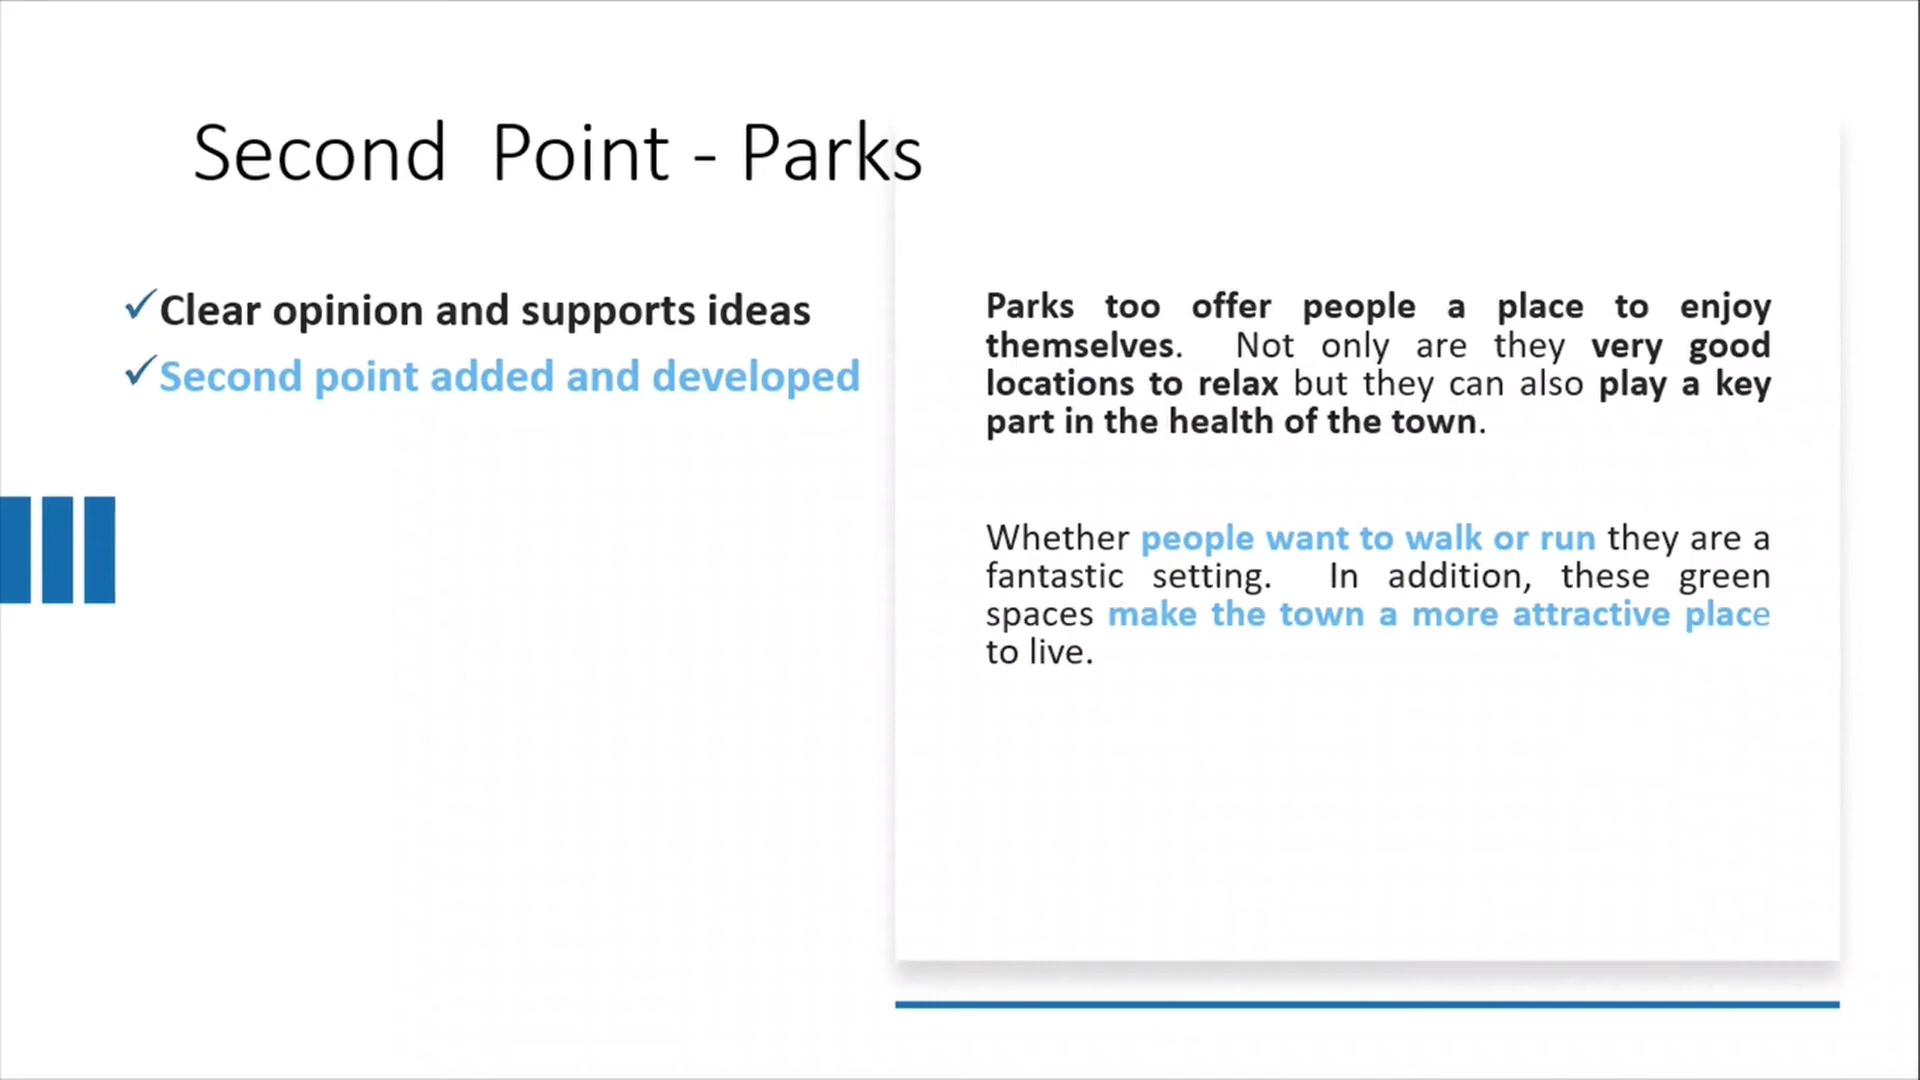 Second Point - Parks
✓Clear opinion and supports ideas
✓Second point added and developed
Parks too offer people a place to enjoy
themselves. Not only are they very good
locations to relax but they can also play a key
part in the health of the town.
Whether people want to walk or run they are a
fantastic setting. In addition, these green
spaces make the town a more attractive place
to live.